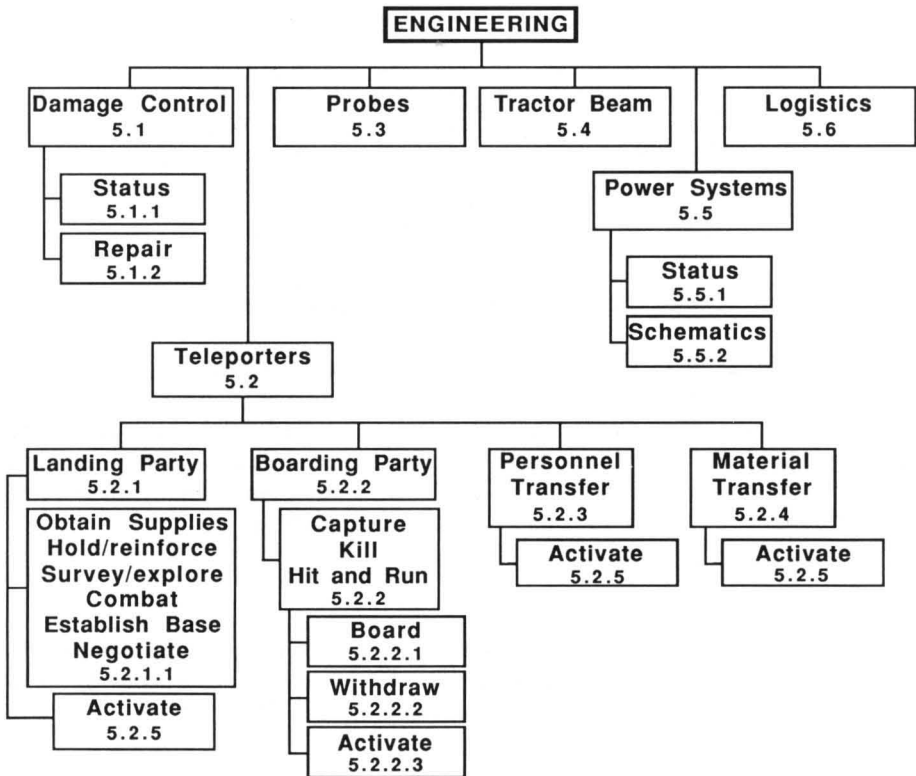 ENGINEERING
Damage Control
5.1
Probes
5.3
Tractor Beam
5.4
Logistics
5.6
Status
5.1.1
Repair
5.1.2
Power Systems
5.5
Status
5.5.1
Schematics
5.5.2
Teleporters
5.2
Landing Party
5.2.1
Obtain Supplies
Hold/reinforce
Survey/explore
Combat
Establish Base
Negotiate
5.2.1.1
Activate
5.2.5
Boarding Party
5.2.2
Capture
Kill
Hit and Run
5.2.2
Board
5.2.2.1
Withdraw
5.2.2.2
Activate
5.2.2.3
Personnel
Transfer
5.2.3
Activate
5.2.5
Material
Transfer
5.2.4
Activate
5.2.5